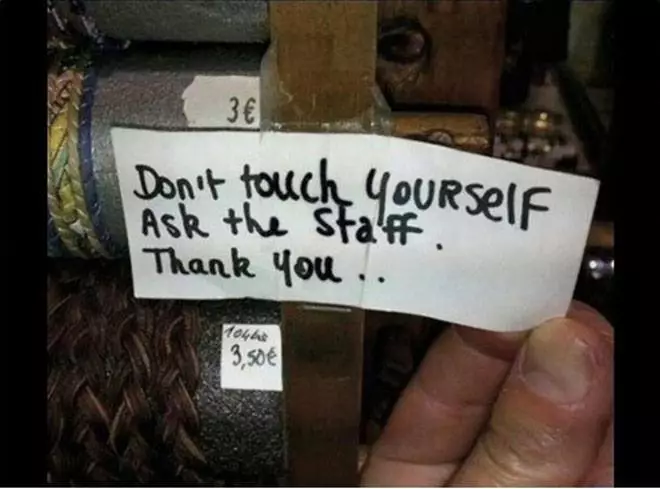 3€
Don't touch YOURSelF
Ask the Staff.
Thank you ..
3,50€